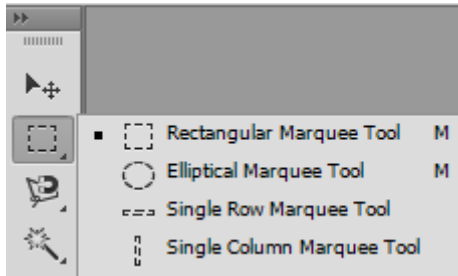 Rectangular Marquee Tool M
Elliptical Marquee Tool M
Single Row Marquee Tool
Single Column Marquee Tool